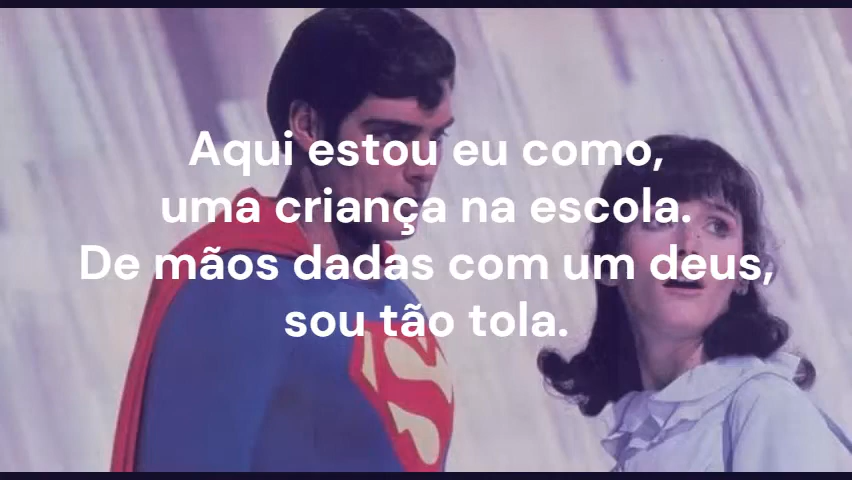 Aqui estou eu como,
uma criança na escola.
De mãos dadas com um deus,
sou tão tola.